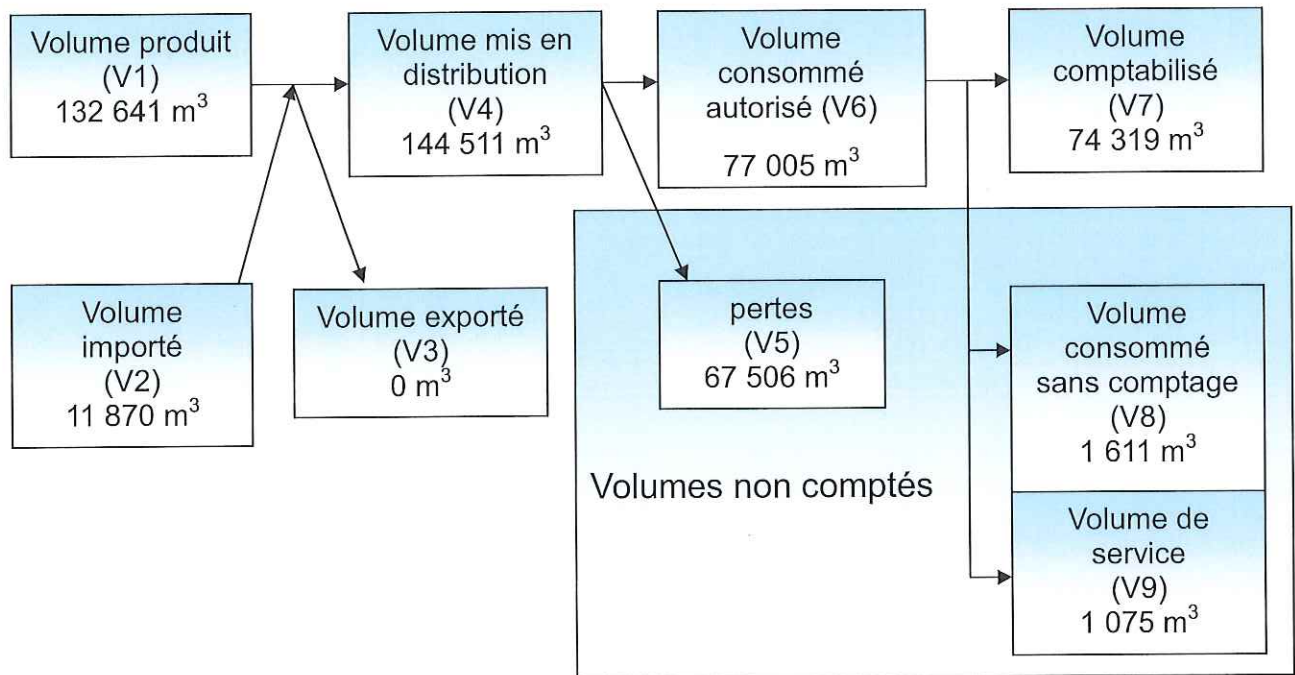 Volume produit
(V1)
132 641 m³
Volume mis en
distribution
(V4)
144 511 m³
Volume
consommé
autorisé (V6)
77 005 m³
Volume
comptabilisé
(V7)
74 319 m³
Volume
importé
(V2)
11 870 m³
Volume exporté
(V3)
0 m³
pertes
(V5)
67 506 m³
Volume
consommé
sans comptage
(V8)
1 611 m³
Volumes non comptés
Volume de
service
(V9)
1 075 m³